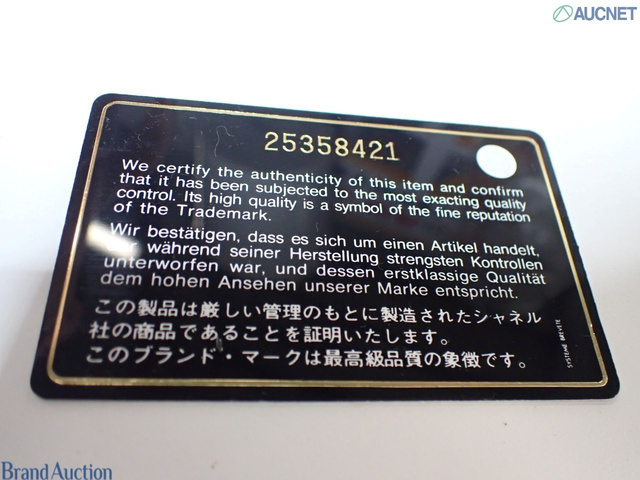 AUCNET
25358421
We certify the authenticity of this item and confirm
that it has been subjected to the most exacting quality
control. Its high quality is a symbol of the fine reputation
of the Trademark.
Wir bestätigen, dass es sich um einen Artikel handelt,
der während seiner Herstellung strengsten Kontrollen
unterworfen war, und dessen erstklassige Qualität
dem hohen Ansehen unserer Marke entspricht.
この製品は厳しい管理のもとに製造されたシャネル
社の商品であることを証明いたします。
このブランド・マークは最高級品質の象徴です。
SYSTEME BREVETE
Brand Auction